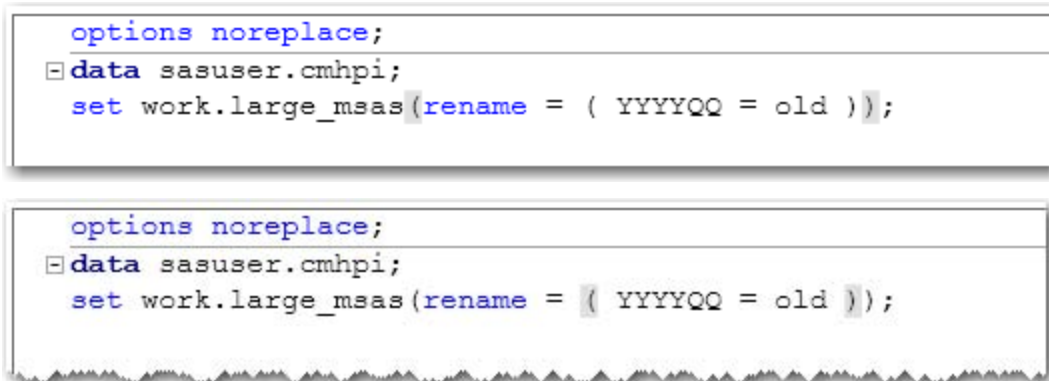 options noreplace;
data sasuser.cmhpi;
set work.large_msas(rename = ( YYYYQQ = old ));
options noreplace;
data sasuser.cmhpi;
set work.large_msas(rename = ( YYYYQQ = old ));